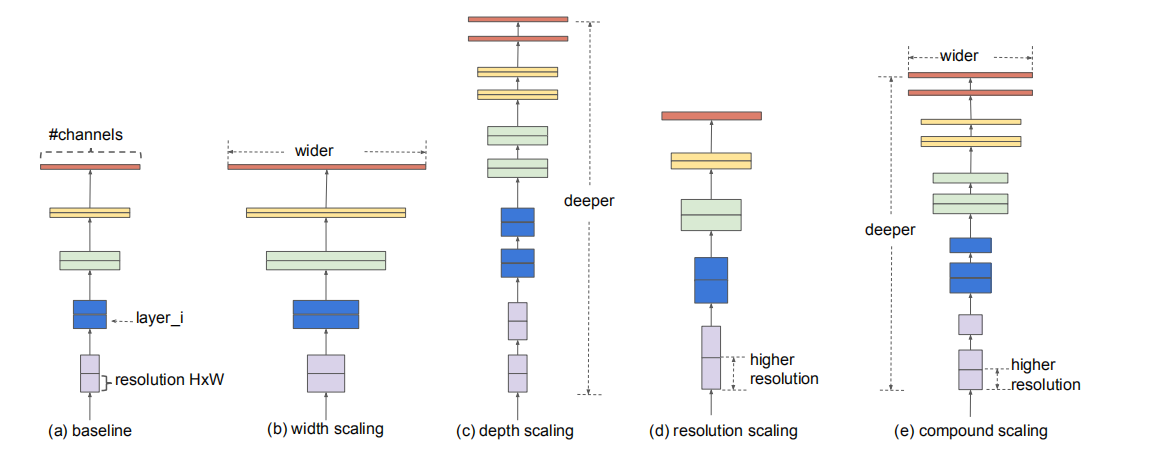 #channels
layer_i
resolution HxW
(a) baseline
wider
(b) width scaling
deeper
(c) depth scaling
higher
resolution
(d) resolution scaling
wider
deeper
higher
resolution
(e) compound scaling